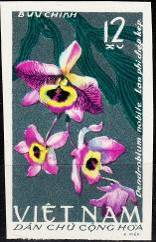 BƯU CHÍNH
12
XU
Dendrobium nobile
VIỆT NAM
DÂN CHỦ CỘNG HÒA